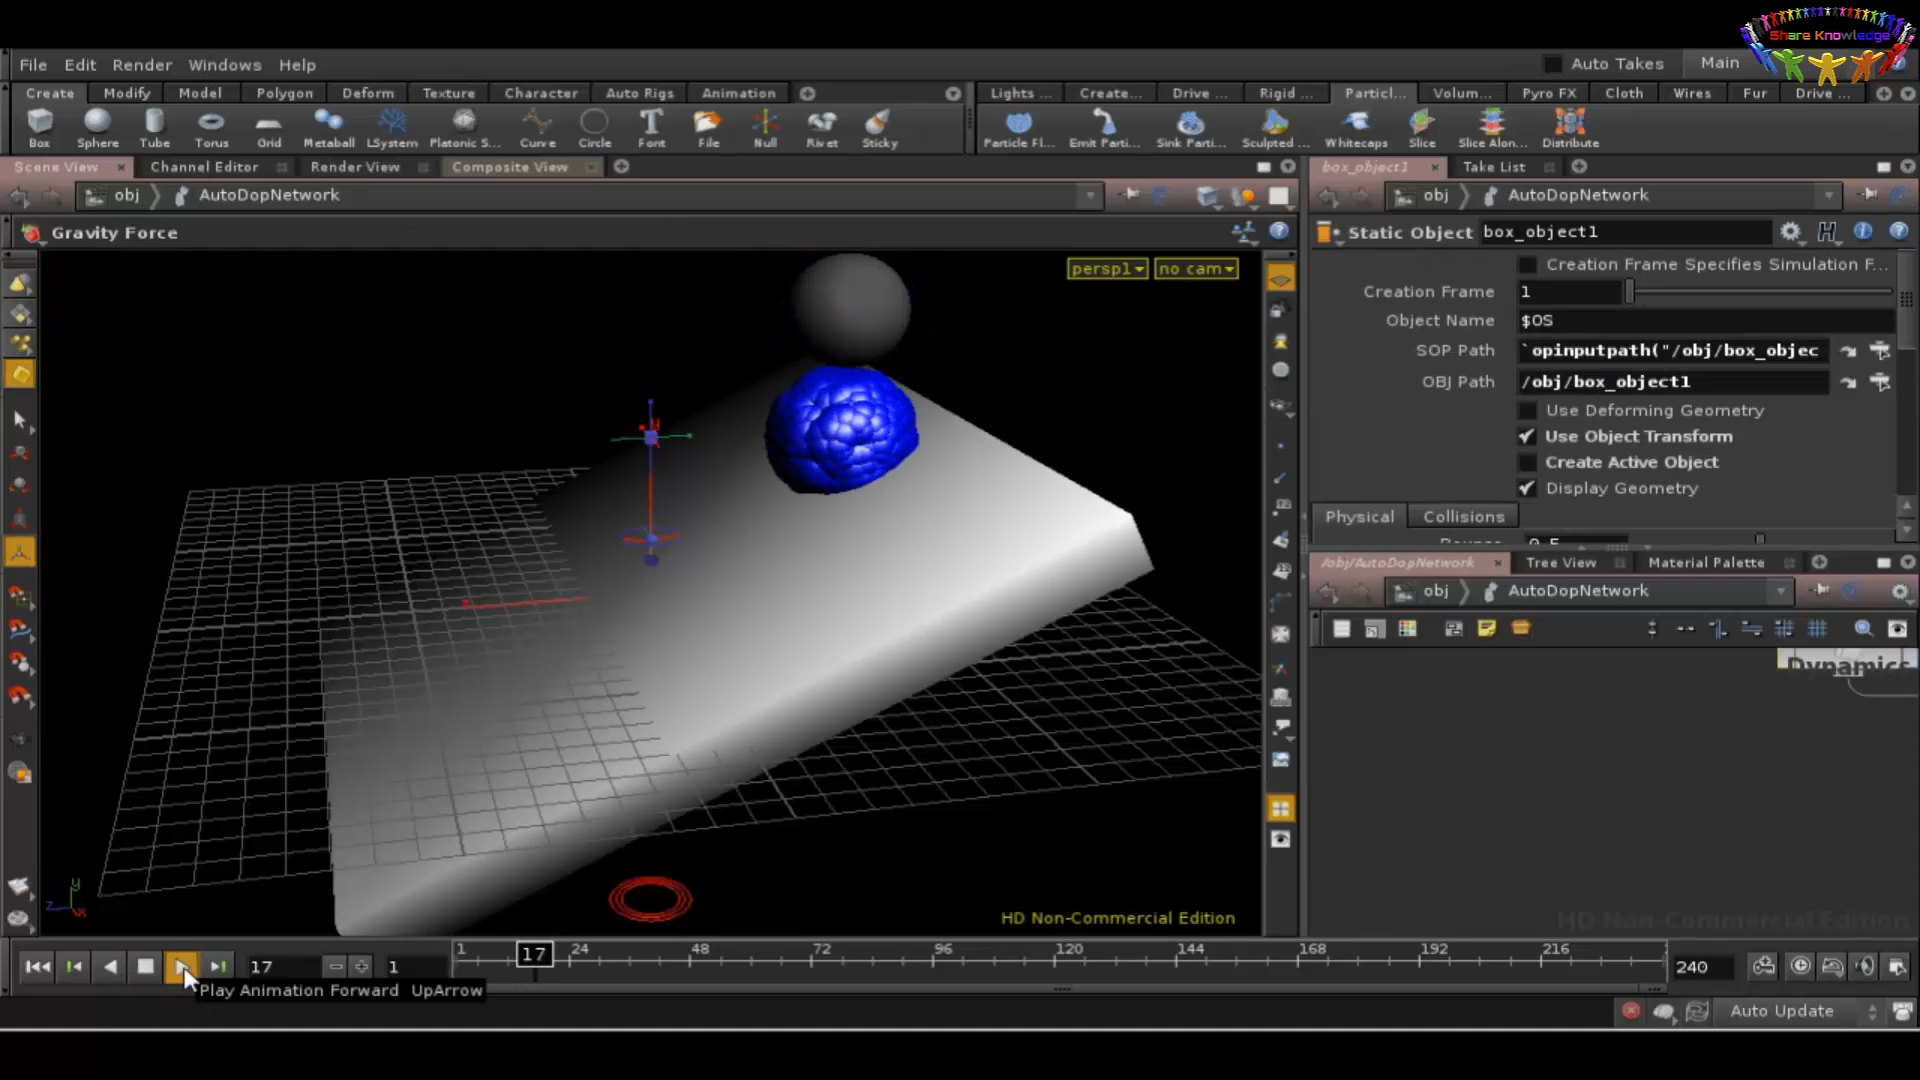 Share Knowledge
File Edit Render Windows Help
Auto Takes Main
Create Modify Model Polygon Deform Texture Character Auto Rigs Animation
Lights ... Create... Drive ... Rigid ... Particl... Volum... Pyro FX Cloth Wires Fur Drive ...
Box Sphere Tube Torus Grid Metaball LSystem Platonic S... Curve Circle Font File Null Rivet Sticky
Particle Fl... Emit Parti... Sink Parti... Sculpted ... Whitecaps Slice Slice Alon... Distribute
Scene View Channel Editor Render View Composite View
box_object1 Take List
obj AutoDopNetwork
obj AutoDopNetwork
Gravity Force
Static Object box_object1
persp1 no cam
Creation Frame Specifies Simulation F...
Creation Frame 1
Object Name $OS
SOP Path `opinputpath("/obj/box_objec
OBJ Path /obj/box_object1
Use Deforming Geometry
Use Object Transform
Create Active Object
Display Geometry
Physical Collisions
/obj/AutoDopNetwork Tree View Material Palette
obj AutoDopNetwork
Dynamics
HD Non-Commercial Edition
HD Non-Commercial Edition
17 1
1 17 24 48 72 96 120 144 168 192 216
240
Play Animation Forward UpArrow
Auto Update